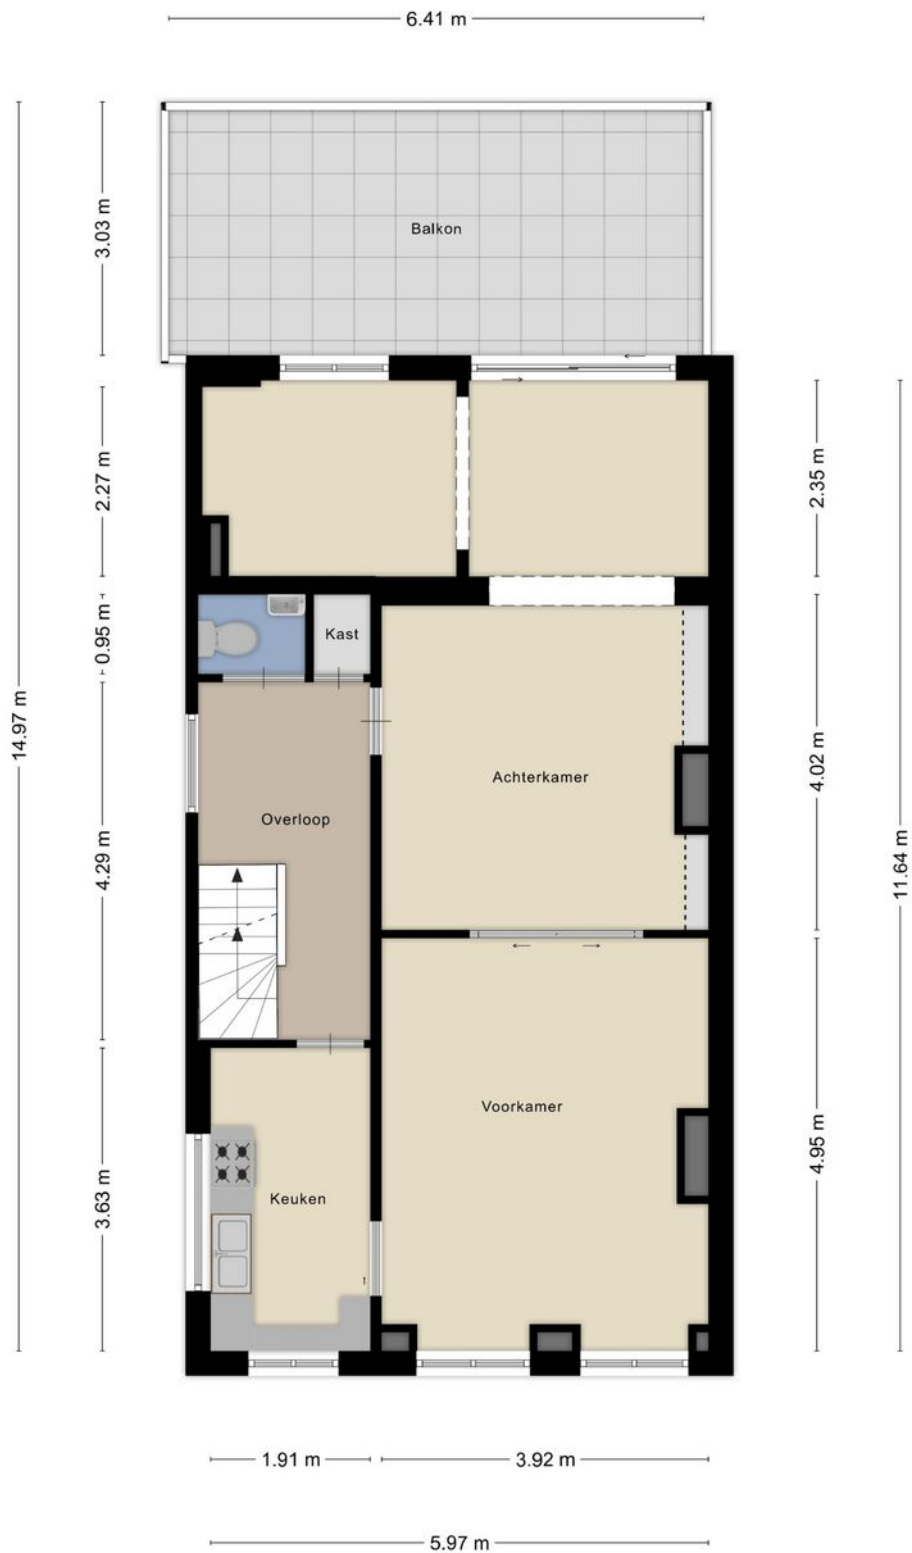 6.41 m
3.03 m
Balkon
14.97 m
2.27 m
2.35 m
0.95 m
Kast
4.02 m
Achterkamer
Overloop
4.29 m
11.64 m
Voorkamer
4.95 m
3.63 m
Keuken
1.91 m
3.92 m
5.97 m